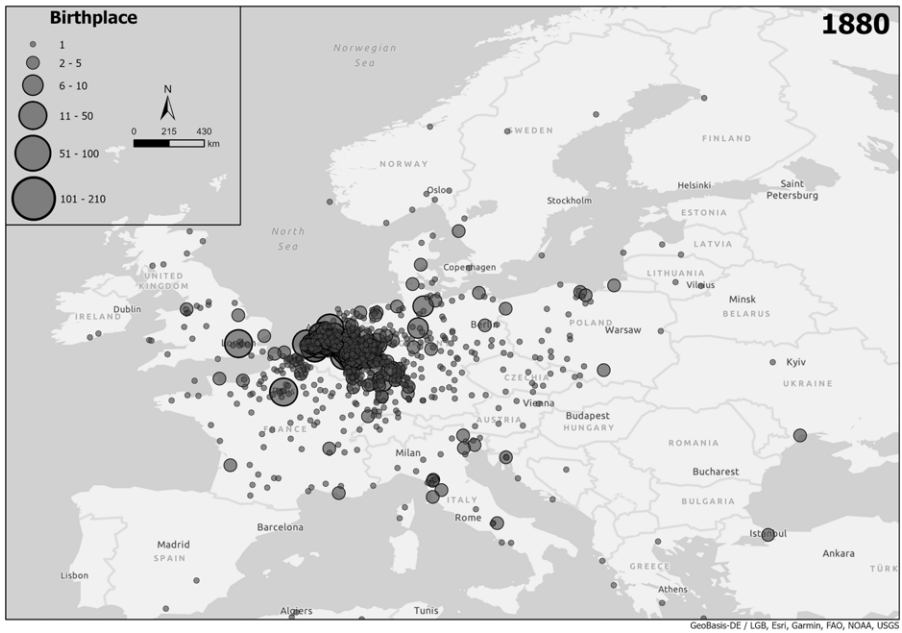 Birthplace
1880
1
2 - 5
6 - 10
11 - 50
51 - 100
101 - 210
N
0 215 430
km
Norwegian
Sea
SWEDEN
FINLAND
NORWAY
Oslo
Helsinki
Saint
Petersburg
Stockholm
ESTONIA
North
Sea
LATVIA
Copenhagen
LITHUANIA
UNITED
KINGDOM
Vilnius
Dublin
IRELAND
Minsk
BELARUS
Berlin
POLAND
Warsaw
London
Kyiv
CZECHIA
UKRAINE
Vienna
Budapest
AUSTRIA
HUNGARY
FRANCE
ROMANIA
Milan
Bucharest
ITALY
BULGARIA
Rome
Barcelona
Istanbul
Madrid
SPAIN
Ankara
GREECE
TÜRK
Lisbon
Athens
Algiers
Tunis
GeoBasis-DE / LGB, Esri, Garmin, FAO, NOAA, USGS